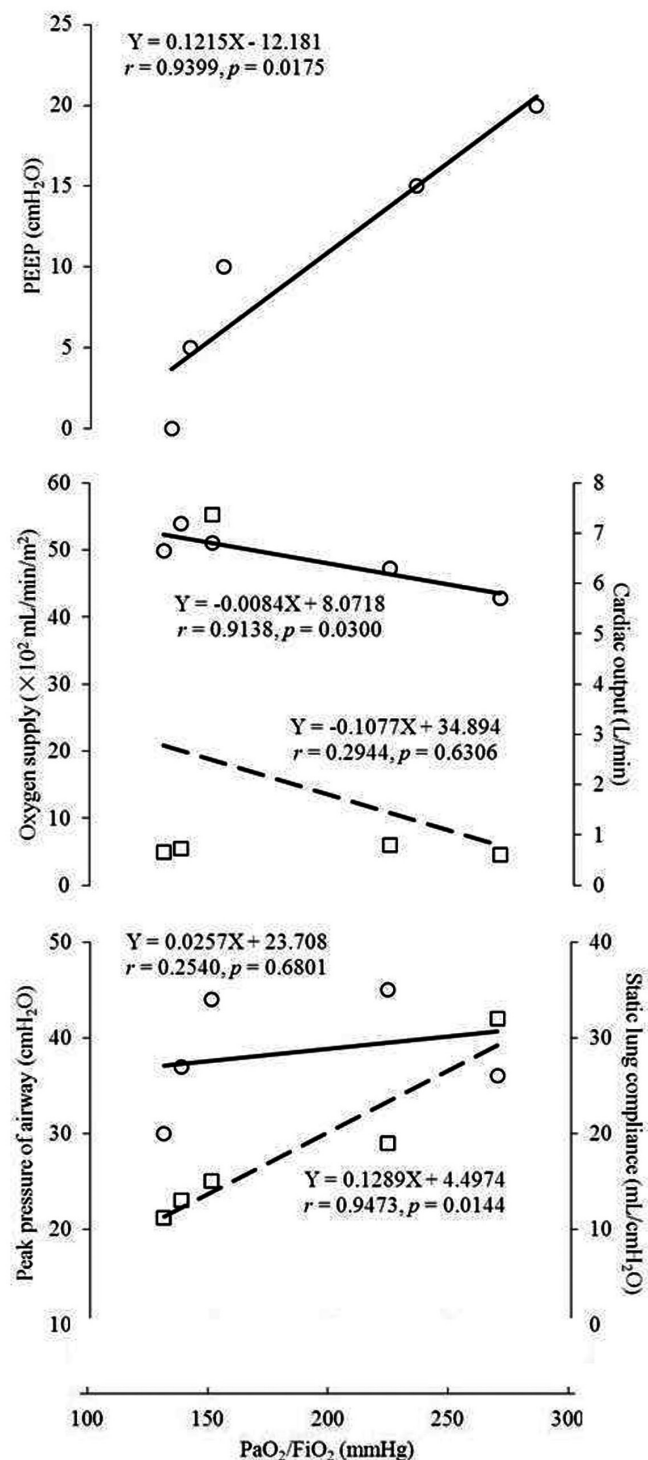 25
20
15
10
5
0
PEEP (cmH₂O)
Y = 0.1215X - 12.181
r = 0.9399, p = 0.0175
60
50
40
30
20
10
0
Oxygen supply (×10² mL/min/m²)
Y = -0.0084X + 8.0718
r = 0.9138, p = 0.0300
Y = -0.1077X + 34.894
r = 0.2944, p = 0.6306
8
7
6
5
4
3
2
1
0
Cardiac output (L/min)
50
40
30
20
10
Peak pressure of airway (cmH₂O)
Y = 0.0257X + 23.708
r = 0.2540, p = 0.6801
Y = 0.1289X + 4.4974
r = 0.9473, p = 0.0144
40
30
20
10
0
Static lung compliance (mL/cmH₂O)
100 150 200 250 300
PaO₂/FiO₂ (mmHg)